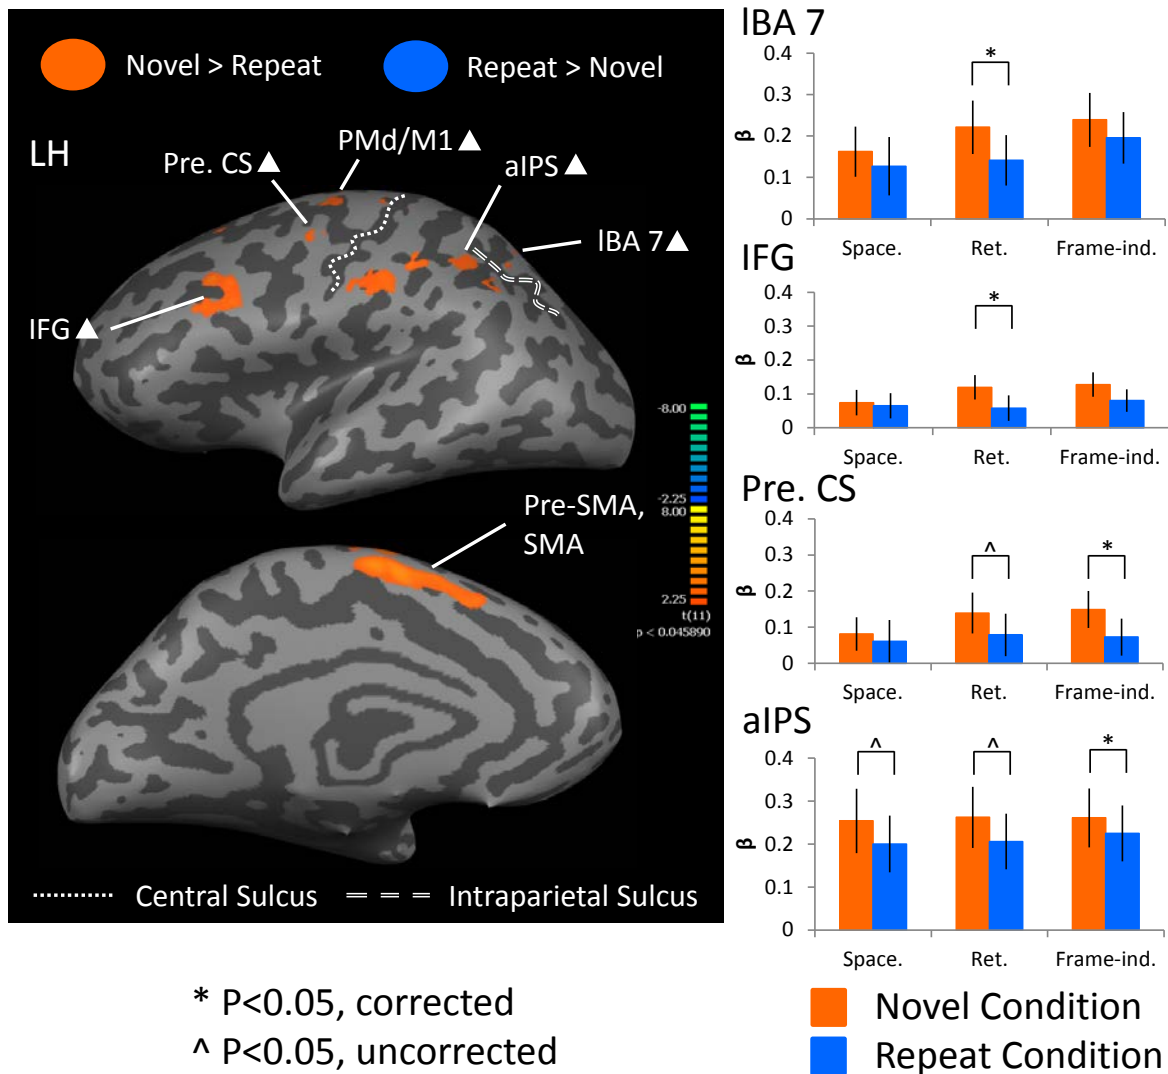 Novel > Repeat
Repeat > Novel
LH
PMd/M1 ▲
Pre. CS ▲
aIPS ▲
lBA 7 ▲
IFG ▲
-8.00
-2.25
8.00
2.25
t(11)
p < 0.045890
Pre-SMA,
SMA
Central Sulcus
Intraparietal Sulcus
* P<0.05, corrected
^ P<0.05, uncorrected
lBA 7
0.4
0.3
0.2
0.1
0
β
*
Space. Ret. Frame-ind.
IFG
0.4
0.3
0.2
0.1
0
β
*
Space. Ret. Frame-ind.
Pre. CS
0.4
0.3
0.2
0.1
0
β
^ *
Space. Ret. Frame-ind.
aIPS
0.4
0.3
0.2
0.1
0
β
^ ^ *
Space. Ret. Frame-ind.
Novel Condition
Repeat Condition